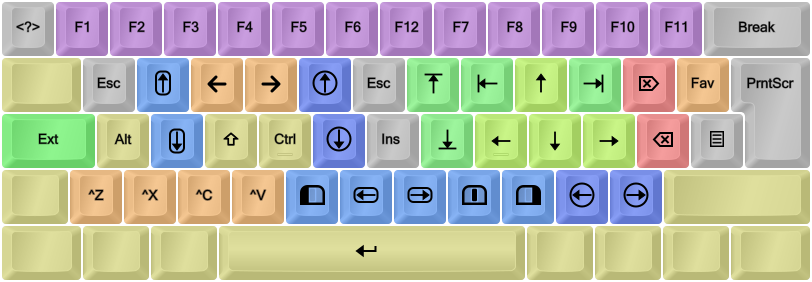 <?> F1 F2 F3 F4 F5 F6 F12 F7 F8 F9 F10 F11 Break
Esc Esc Fav PrntScr
Ext Alt Ctrl Ins
^Z ^X ^C ^V